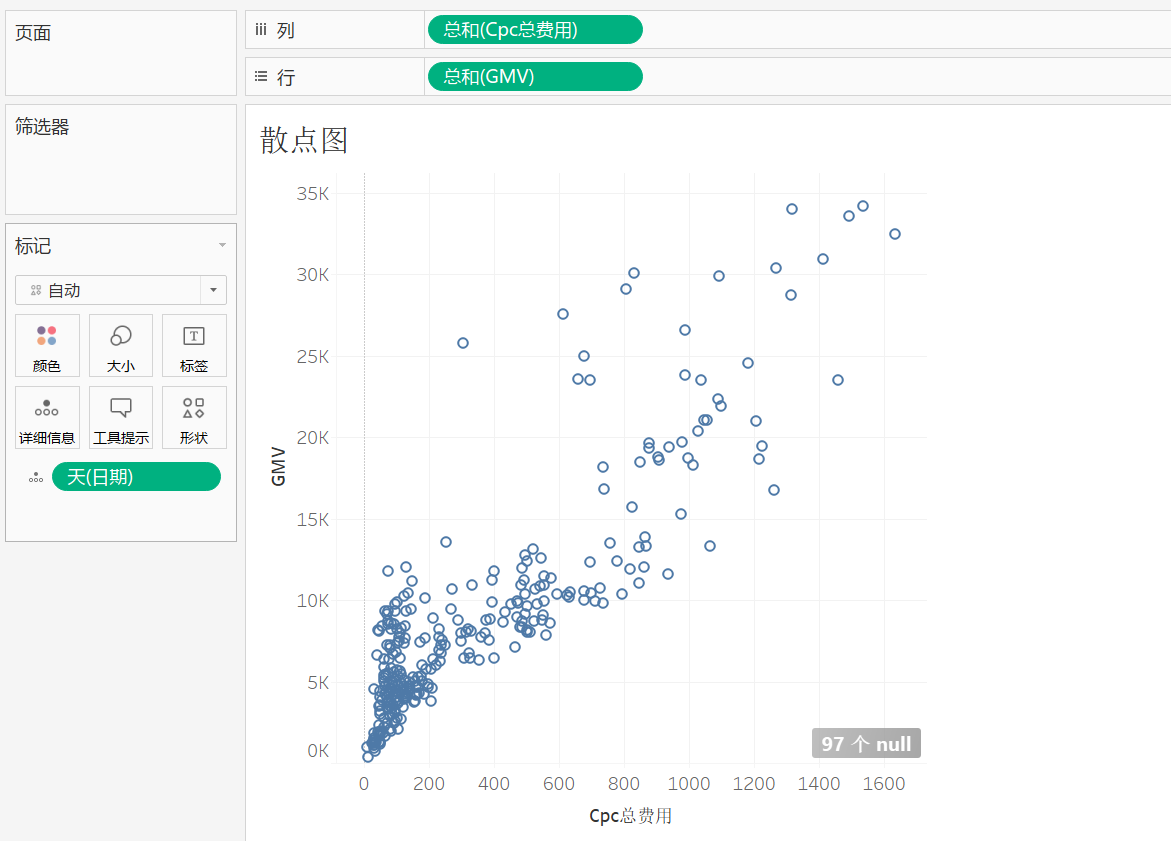 页面
列
总和(Cpc总费用)
行
总和(GMV)
筛选器
标记
自动
颜色
大小
T
标签
详细信息
工具提示
形状
天(日期)
散点图
35K
30K
25K
20K
15K
10K
5K
0K
GMV
97 个 null
0
200
400
600
800
1000
1200
1400
1600
Cpc总费用